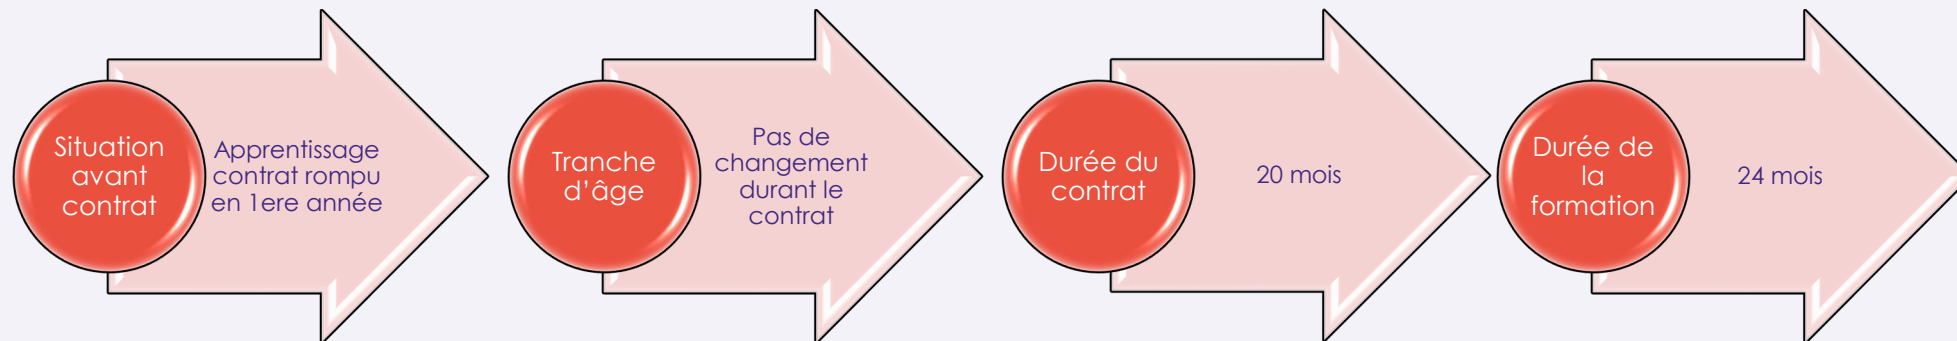 Situation
avant
contrat
Apprentissage
contrat rompu
en 1ere année
Tranche
d’âge
Pas de
changement
durant le
contrat
Durée du
contrat
20 mois
Durée de
la
formation
24 mois